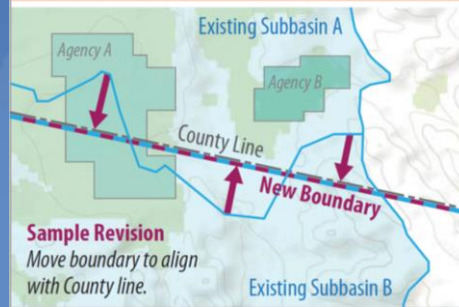 Existing Subbasin A
Agency A
Agency B
County Line
New Boundary
Sample Revision
Move boundary to align
with County line.
Existing Subbasin B